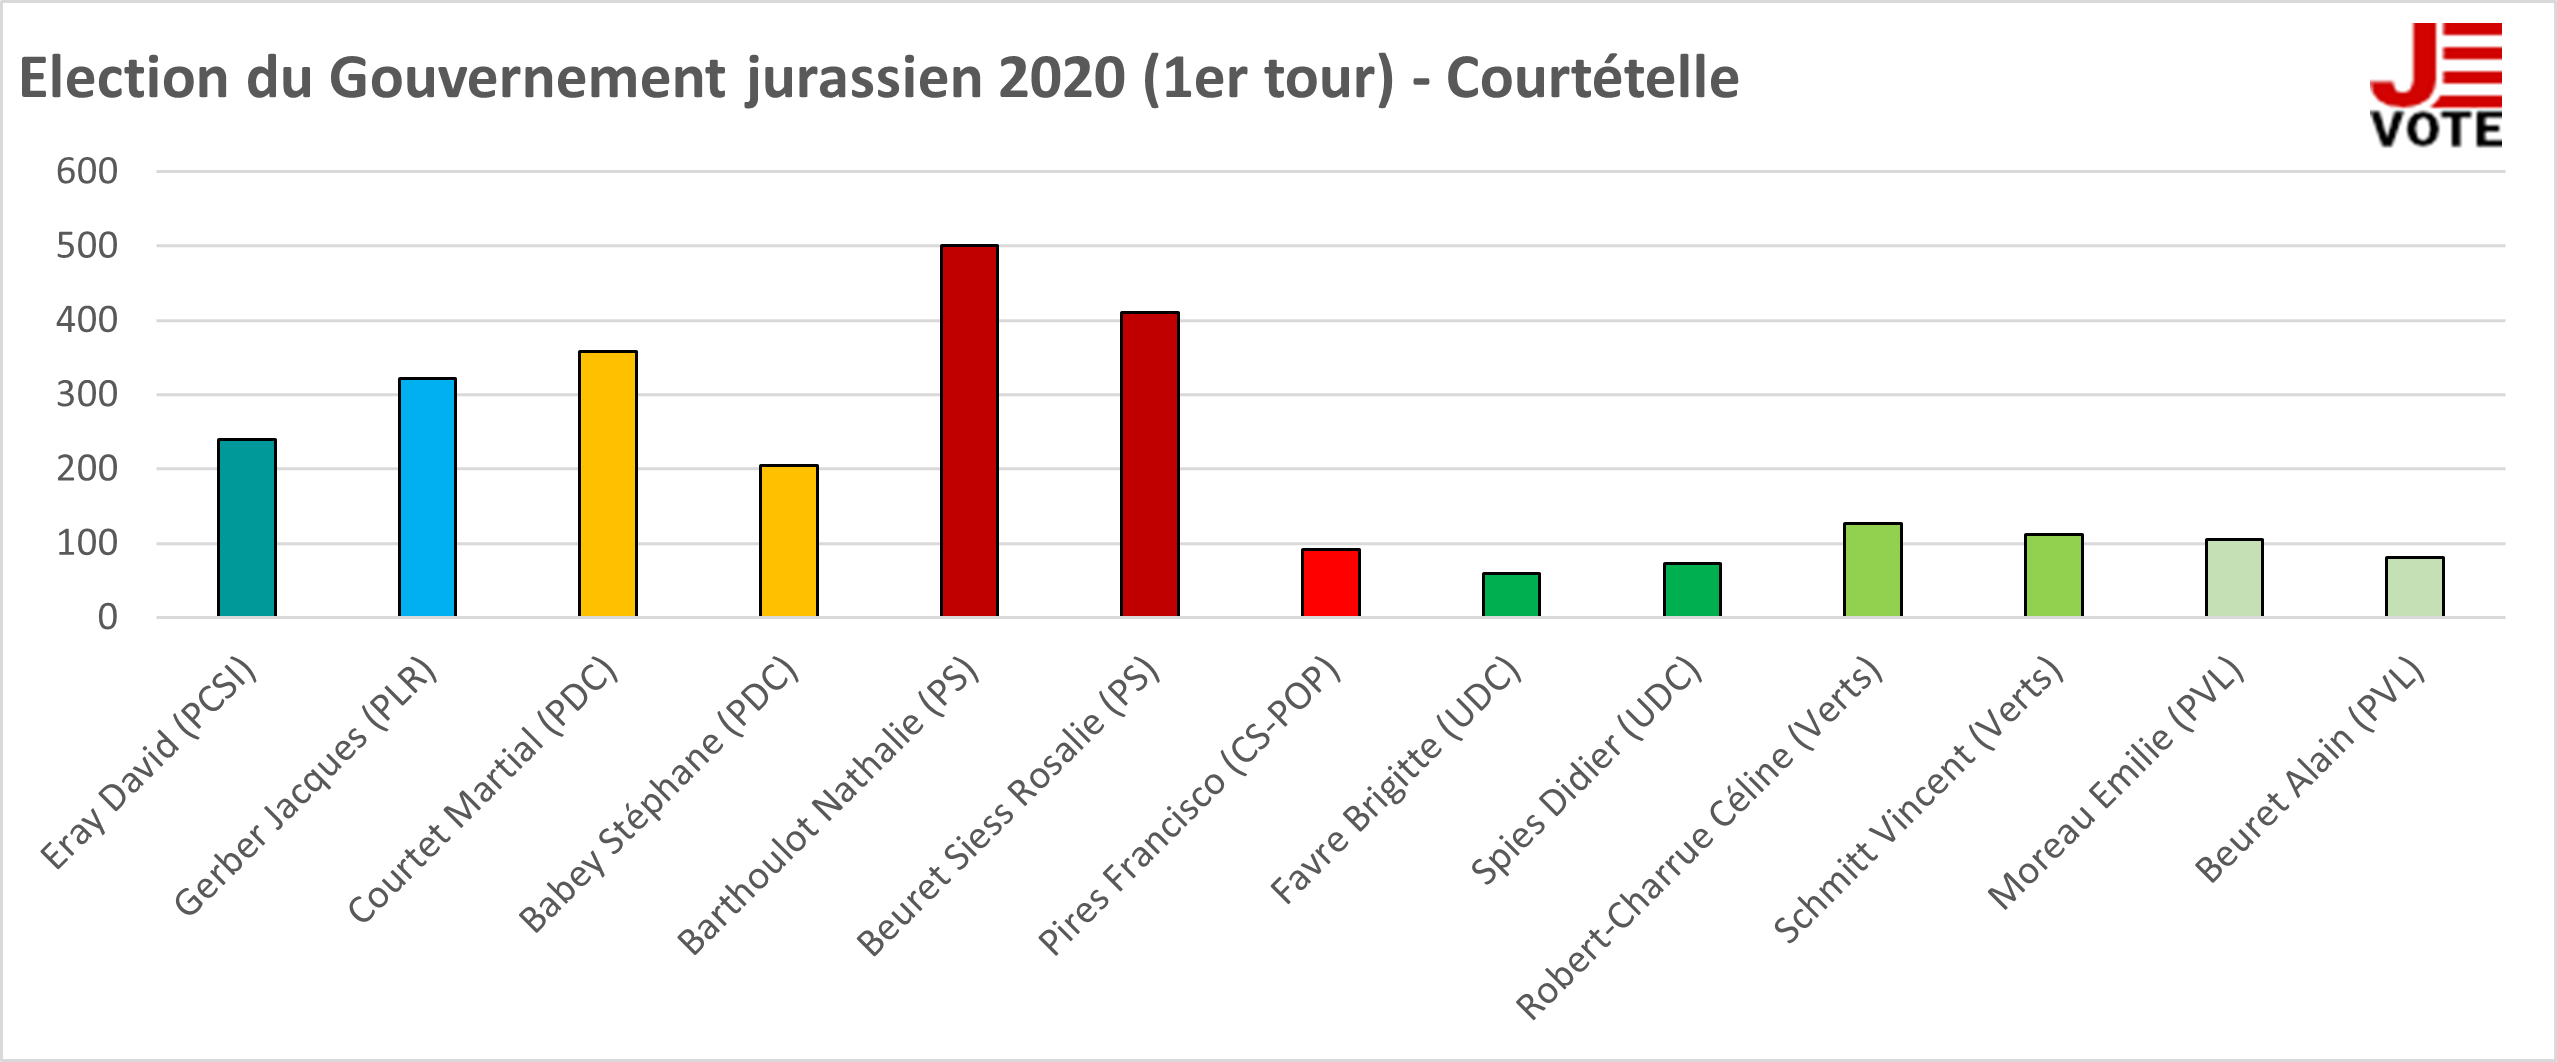 Election du Gouvernement jurassien 2020 (1er tour) - Courtételle
JE
VOTE
600
500
400
300
200
100
0
Eray David (PCSI)
Gerber Jacques (PLR)
Courtet Martial (PDC)
Babey Stéphane (PDC)
Barthoulot Nathalie (PS)
Beuret Siess Rosalie (PS)
Pires Francisco (CS-POP)
Favre Brigitte (UDC)
Spies Didier (UDC)
Robert-Charrue Céline (Verts)
Schmitt Vincent (Verts)
Moreau Emilie (PVL)
Beuret Alain (PVL)